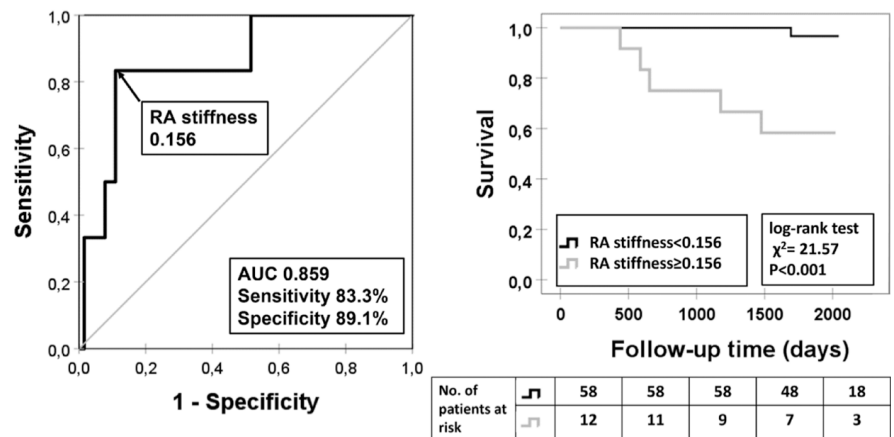 Sensitivity
1,0
0,8
0,6
0,4
0,2
0,0
RA stiffness
0.156
AUC 0.859
Sensitivity 83.3%
Specificity 89.1%
0,0 0,2 0,4 0,6 0,8 1,0
1 - Specificity
Survival
1,0
0,8
0,6
0,4
0,2
0,0
RA stiffness<0.156
RA stiffness≥0.156
log-rank test
χ²= 21.57
P<0.001
0 500 1000 1500 2000
Follow-up time (days)
No. of
patients at
risk
58 58 58 48 18
12 11 9 7 3